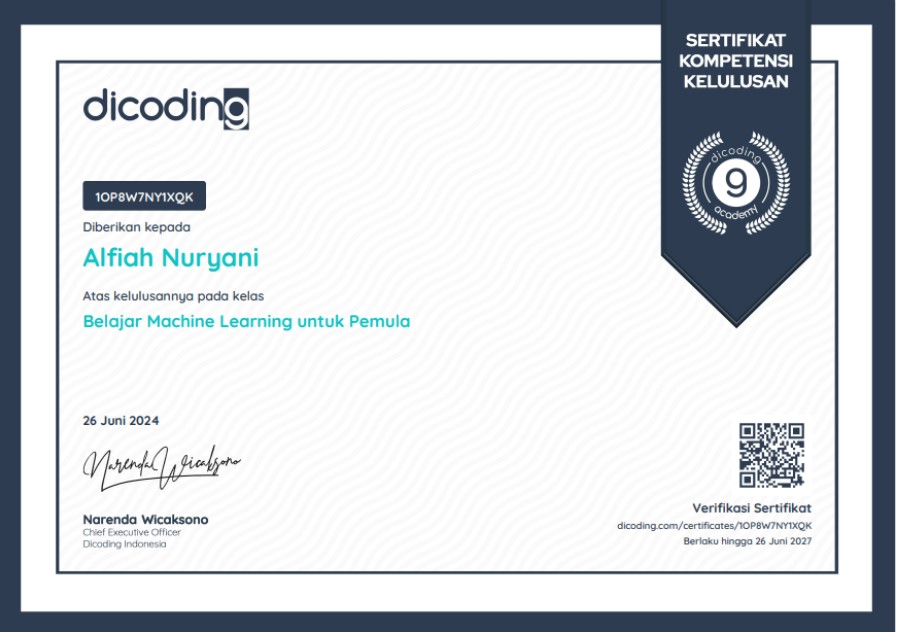 SERTIFIKAT
KOMPETENSI
KELULUSAN
dicoding
dicoding
9
academy
1OP8W7NY1XQK
Diberikan kepada
Alfiah Nuryani
Atas kelulusannya pada kelas
Belajar Machine Learning untuk Pemula
26 Juni 2024
Narenda Wicaksono
Narenda Wicaksono
Chief Executive Officer
Dicoding Indonesia
Verifikasi Sertifikat
dicoding.com/certificates/1OP8W7NY1XQK
Berlaku hingga 26 Juni 2027